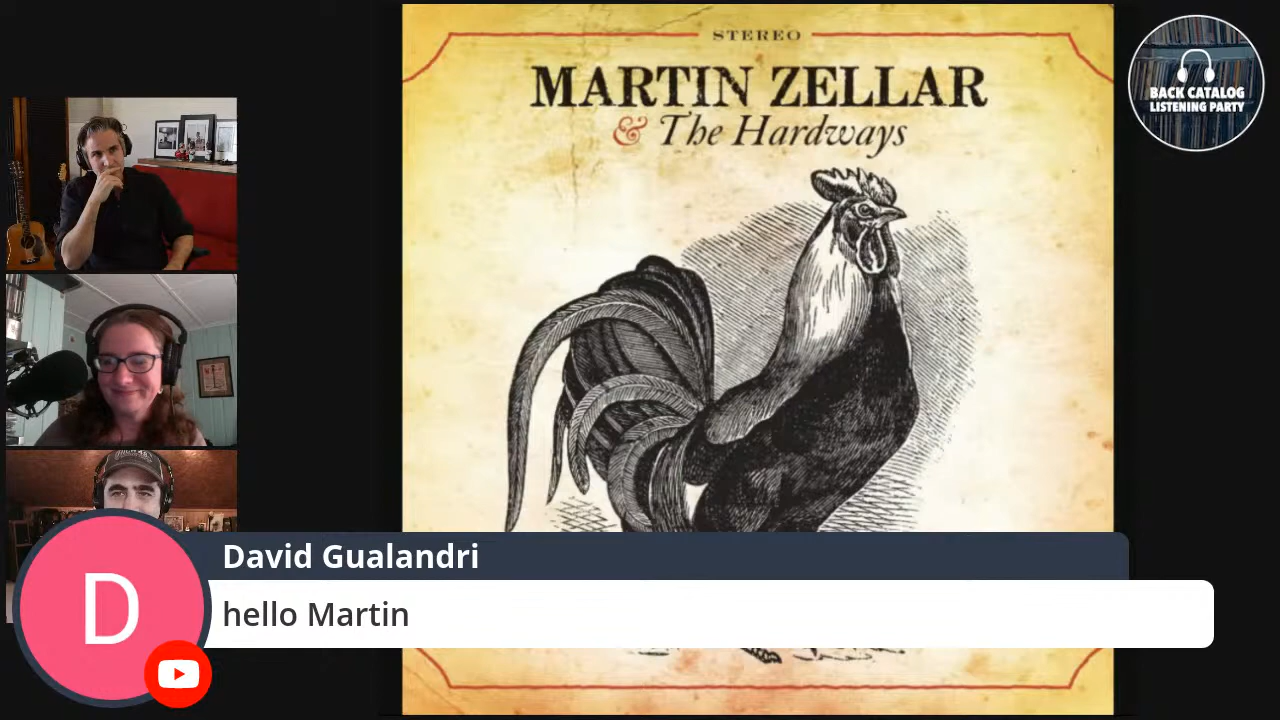 STEREO
MARTIN ZELLAR
& The Hardways
BACK CATALOG
LISTENING PARTY
David Gualandri
hello Martin
D